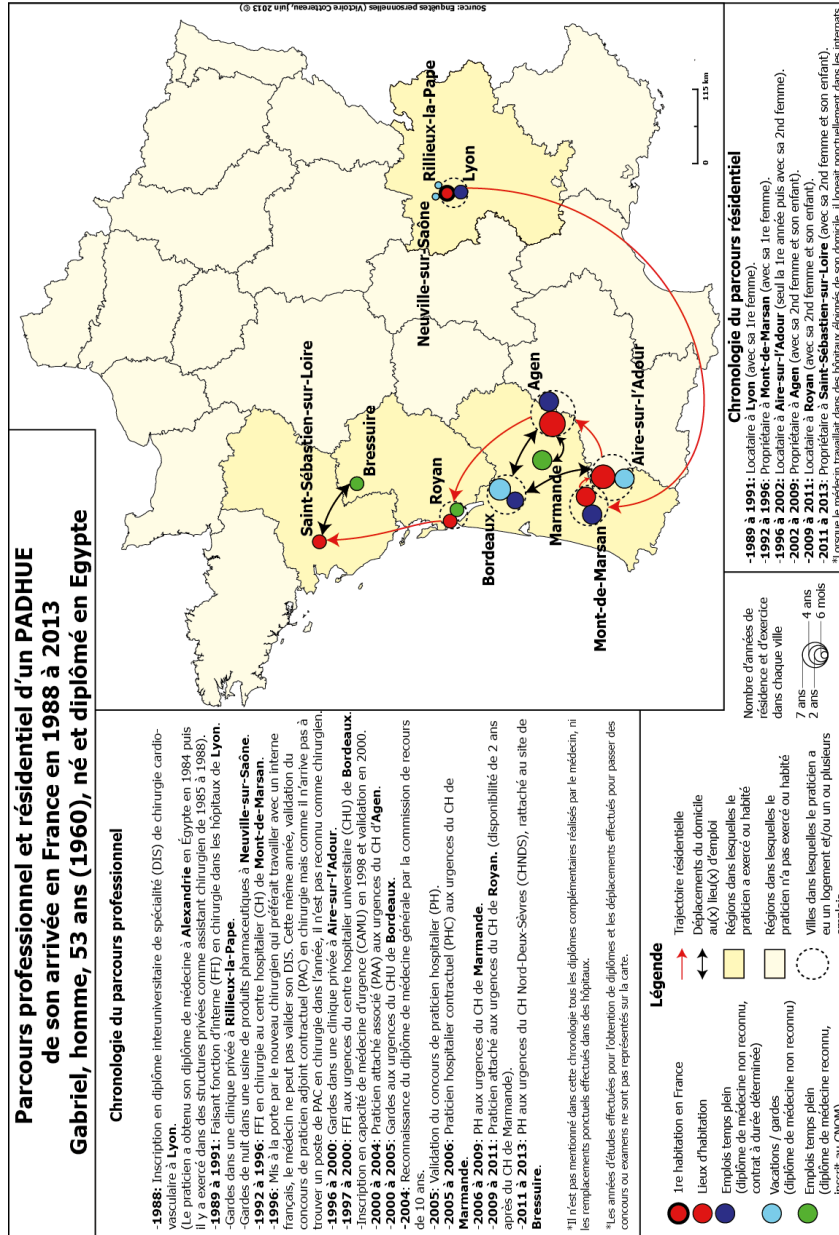 Parcours professionnel et résidentiel d'un PADHUE
de son arrivée en France en 1988 à 2013
Gabriel, homme, 53 ans (1960), né et diplômé en Egypte
Chronologie du parcours professionnel
-1988: Inscription en diplôme interuniversitaire de spécialité (DIS) de chirurgie cardio-
vasculaire à Lyon.
(Le praticien a obtenu son diplôme de médecine à Alexandrie en Egypte en 1984 puis
il y a exercé dans des structures privées comme assistant chirurgien de 1985 à 1988).
-1989 à 1991: Faisant fonction d'interne (FFI) en chirurgie dans les hôpitaux de Lyon.
-Gardes dans une clinique privée à Rillieux-la-Pape.
-Gardes de nuit dans une usine de produits pharmaceutiques à Neuville-sur-Saône.
-1992 à 1996: FFI en chirurgie au centre hospitalier (CH) de Mont-de-Marsan.
-1996: Mis à la porte par le nouveau chirurgien qui préférait travailler avec un interne
français, le médecin ne peut pas valider son DIS. Cette même année, validation du
concours de praticien adjoint contractuel (PAC) en chirurgie mais comme il n'arrive pas à
trouver un poste de PAC en chirurgie dans l'année, il n'est pas reconnu comme chirurgien.
-1996 à 2000: Gardes dans une clinique privée à Aire-sur-l'Adour.
-1997 à 2000: FFI aux urgences du centre hospitalier universitaire (CHU) de Bordeaux.
-Inscription en capacité de médecine d'urgence (CAMU) en 1998 et validation en 2000.
-2000 à 2004: Praticien attaché associé (PAA) aux urgences du CH d'Agen.
-2000 à 2005: Gardes aux urgences du CHU de Bordeaux.
-2004: Reconnaissance du diplôme de médecine générale par la commission de recours
de 10 ans.
-2005: Validation du concours de praticien hospitalier (PH).
-2005 à 2006: Praticien hospitalier contractuel (PHC) aux urgences du CH de
Marmande.
-2006 à 2009: PH aux urgences du CH de Marmande.
-2009 à 2011: Praticien attaché aux urgences du CH de Royan. (disponibilité de 2 ans
après du CH de Marmande).
-2011 à 2013: PH aux urgences du CH Nord-Deux-Sèvres (CHNDS), rattaché au site de
Bressuire.
*Il n'est pas mentionné dans cette chronologie tous les diplômes complémentaires réalisés par le médecin, ni
les remplacements ponctuels effectués dans des hôpitaux.
*Les années d'études effectuées pour l'obtention de diplômes et les déplacements effectués pour passer des
concours ou examens ne sont pas représentés sur la carte.
Source: Enquêtes personnelles (Victoire Cottereau, juin 2013 ©)
Saint-Sébastien-sur-Loire
Bressuire
Royan
Bordeaux
Marmande
Agen
Mont-de-Marsan
Aire-sur-l'Adour
Neuville-sur-Saône
Rillieux-la-Pape
Lyon
0 115 km
Légende
1re habitation en France
Lieux d'habitation
Emplois temps plein
(diplôme de médecine non reconnu,
contrat à durée déterminée)
Vacations / gardes
(diplôme de médecine non reconnu)
Emplois temps plein
(diplôme de médecine reconnu,
Trajectoire résidentielle
Déplacements du domicile
au(x) lieu(x) d'emploi
Régions dans lesquelles le
praticien a exercé ou habité
Régions dans lesquelles le
praticien n'a pas exercé ou habité
Villes dans lesquelles le praticien a
eu un logement et/ou un ou plusieurs
Nombre d'années de
résidence et d'exercice
dans chaque ville
7 ans
2 ans
4 ans
6 mois
Chronologie du parcours résidentiel
-1989 à 1991: Locataire à Lyon (avec sa 1re femme).
-1992 à 1996: Propriétaire à Mont-de-Marsan (avec sa 1re femme).
-1996 à 2002: Locataire à Aire-sur-l'Adour (seul la 1re année puis avec sa 2nd femme).
-2002 à 2009: Propriétaire à Agen (avec sa 2nd femme et son enfant).
-2009 à 2011: Locataire à Royan (avec sa 2nd femme et son enfant).
-2011 à 2013: Propriétaire à Saint-Sébastien-sur-Loire (avec sa 2nd femme et son enfant).
*Lorsque le médecin travaillait dans des hôpitaux éloignés de son domicile, il logeait ponctuellement dans les internats